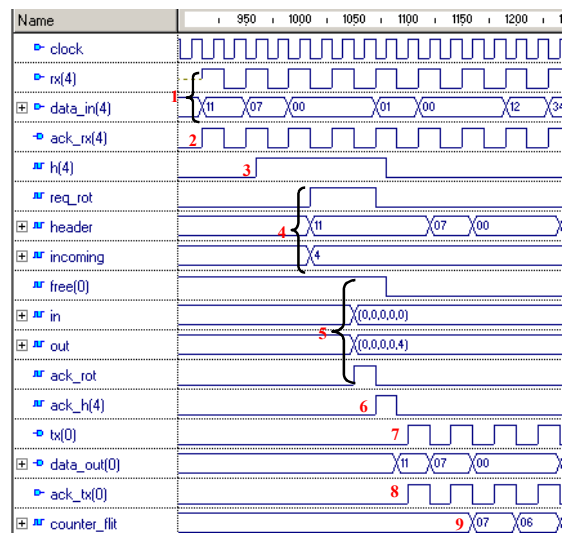 Name 950 1000 1050 1100 1150 1200
clock
rx(4)
1 data_in(4) 11 07 00 01 00 12 34
2 ack_rx(4)
3 h(4)
req_rot
4 header 11 07 00
incoming 4
free(0)
in (0,0,0,0,0)
5 out (0,0,0,0,4)
ack_rot
6 ack_h(4)
7 tx(0)
data_out(0) 11 07 00
8 ack_tx(0)
9 counter_flit 07 06